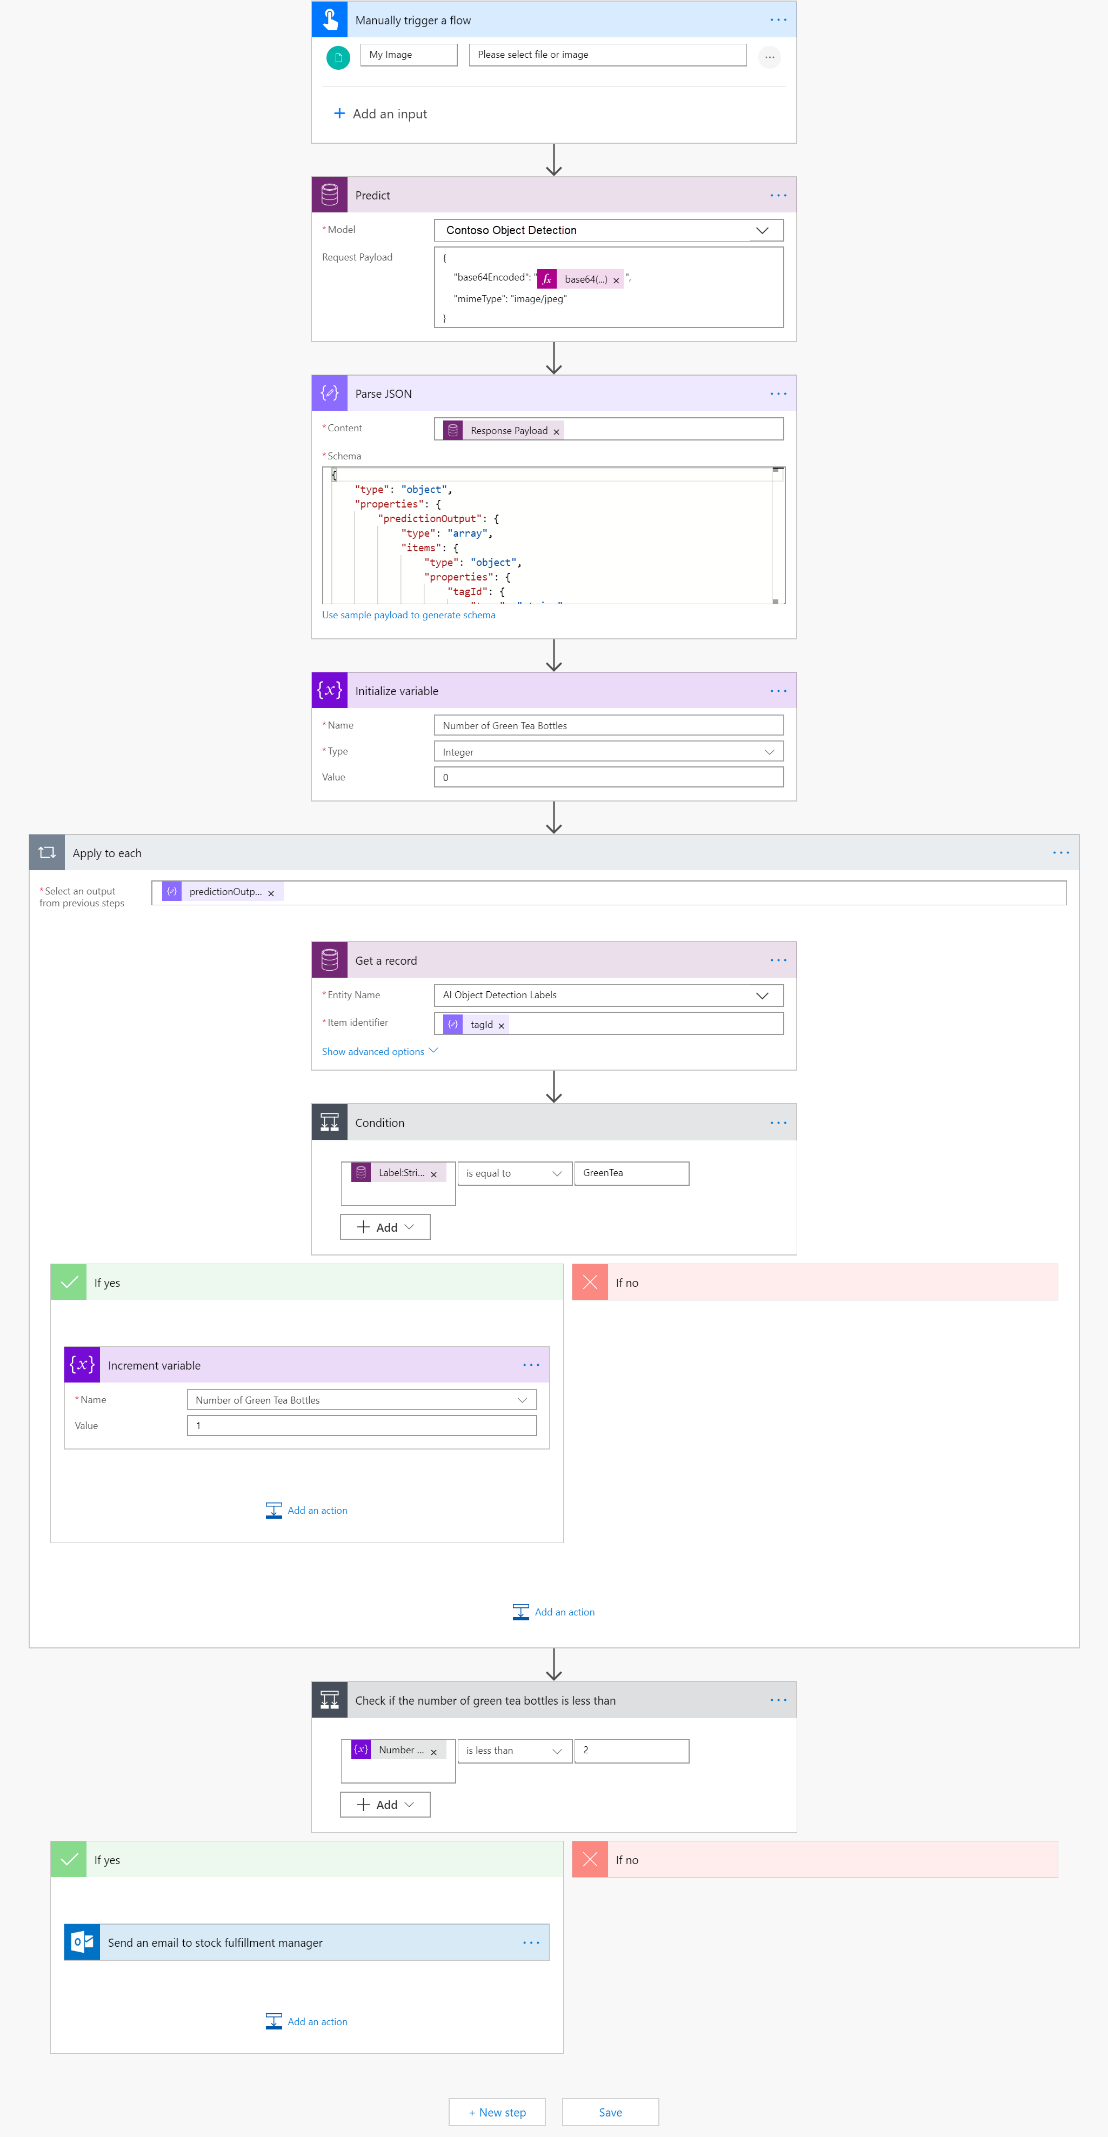 Manually trigger a flow
My Image Please select file or image
+ Add an input
Predict
* Model Contoso Object Detection
Request Payload {
"base64Encoded": " fx base64(...) × ",
"mimeType": "image/jpeg"
}
Parse JSON
* Content Response Payload ×
* Schema
{
"type": "object",
"properties": {
"predictionOutput": {
"type": "array",
"items": {
"type": "object",
"properties": {
"tagId": {
Use sample payload to generate schema
{x} Initialize variable
* Name Number of Green Tea Bottles
* Type Integer
Value 0
Apply to each
* Select an output
from previous steps
predictionOutp... ×
Get a record
* Entity Name AI Object Detection Labels
* Item identifier tagId ×
Show advanced options
Condition
Label:Stri... × is equal to GreenTea
+ Add
If yes
If no
{x} Increment variable
* Name Number of Green Tea Bottles
Value 1
Add an action
Add an action
Check if the number of green tea bottles is less than
{x} Number ... × is less than 2
+ Add
If yes
If no
Send an email to stock fulfillment manager
Add an action
+ New step Save